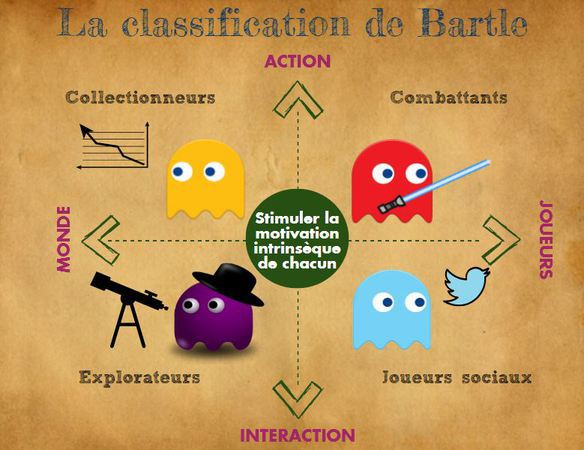 La classification de Bartle
ACTION
Collectionneurs
Combattants
MONDE
Stimuler la
motivation
intrinsèque
de chacun
JOUEURS
Explorateurs
Joueurs sociaux
INTERACTION